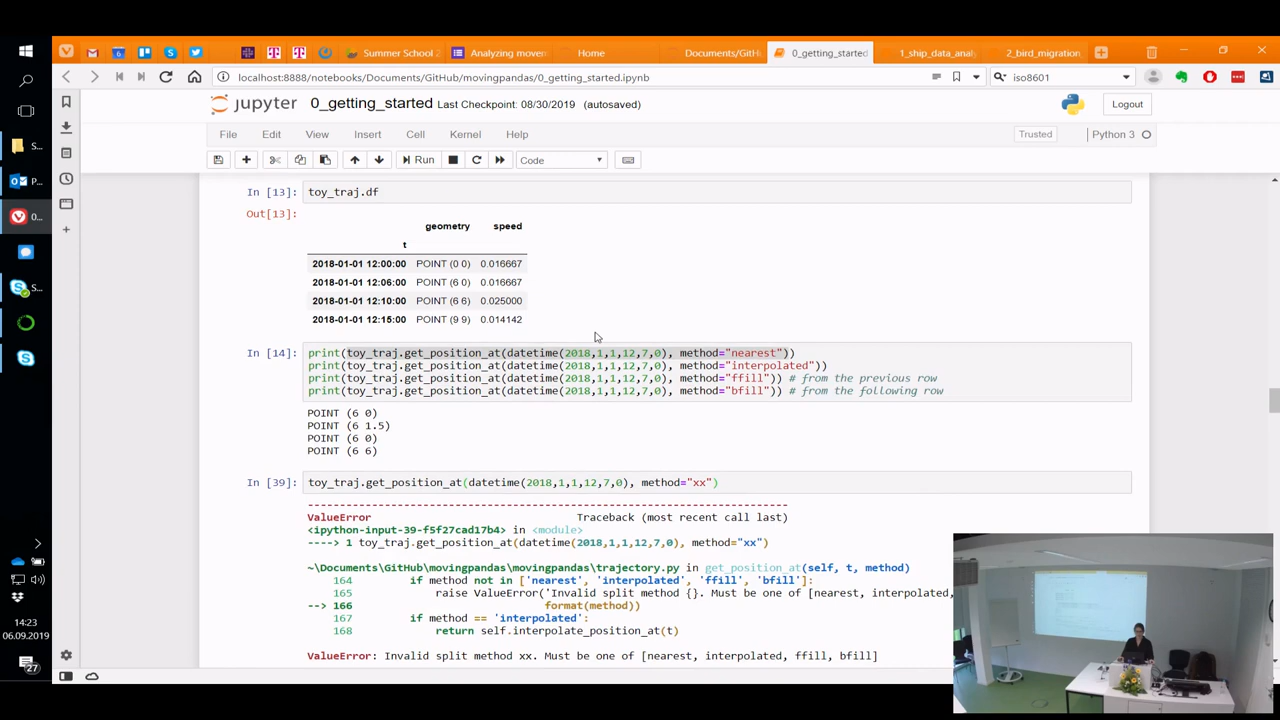 Summer School 2
Analyzing movem
Home
Documents/GitHu
0_getting_started
1_ship_data_anal
2_bird_migration
localhost:8888/notebooks/Documents/GitHub/movingpandas/0_getting_started.ipynb
iso8601
jupyter 0_getting_started Last Checkpoint: 08/30/2019 (autosaved)
Logout
File Edit View Insert Cell Kernel Help
Trusted
Python 3
Run
Code
In [13]: toy_traj.df
Out[13]:
geometry speed
t
2018-01-01 12:00:00 POINT (0 0) 0.016667
2018-01-01 12:06:00 POINT (6 0) 0.016667
2018-01-01 12:10:00 POINT (6 6) 0.025000
2018-01-01 12:15:00 POINT (9 9) 0.014142
In [14]: print(toy_traj.get_position_at(datetime(2018,1,1,12,7,0), method="nearest"))
print(toy_traj.get_position_at(datetime(2018,1,1,12,7,0), method="interpolated"))
print(toy_traj.get_position_at(datetime(2018,1,1,12,7,0), method="ffill")) # from the previous row
print(toy_traj.get_position_at(datetime(2018,1,1,12,7,0), method="bfill")) # from the following row
POINT (6 0)
POINT (6 1.5)
POINT (6 0)
POINT (6 6)
In [39]: toy_traj.get_position_at(datetime(2018,1,1,12,7,0), method="xx")
---------------------------------------------------------------------------
ValueError Traceback (most recent call last)
<ipython-input-39-f5f27cad17b4> in <module>
----> 1 toy_traj.get_position_at(datetime(2018,1,1,12,7,0), method="xx")
~\Documents\GitHub\movingpandas\movingpandas\trajectory.py in get_position_at(self, t, method)
164 if method not in ['nearest', 'interpolated', 'ffill', 'bfill']:
165 raise ValueError('Invalid split method {}. Must be one of [nearest, interpolated,
--> 166 format(method))
167 if method == 'interpolated':
168 return self.interpolate_position_at(t)
ValueError: Invalid split method xx. Must be one of [nearest, interpolated, ffill, bfill]
S...
P...
0...
S...
14:23
06.09.2019
27